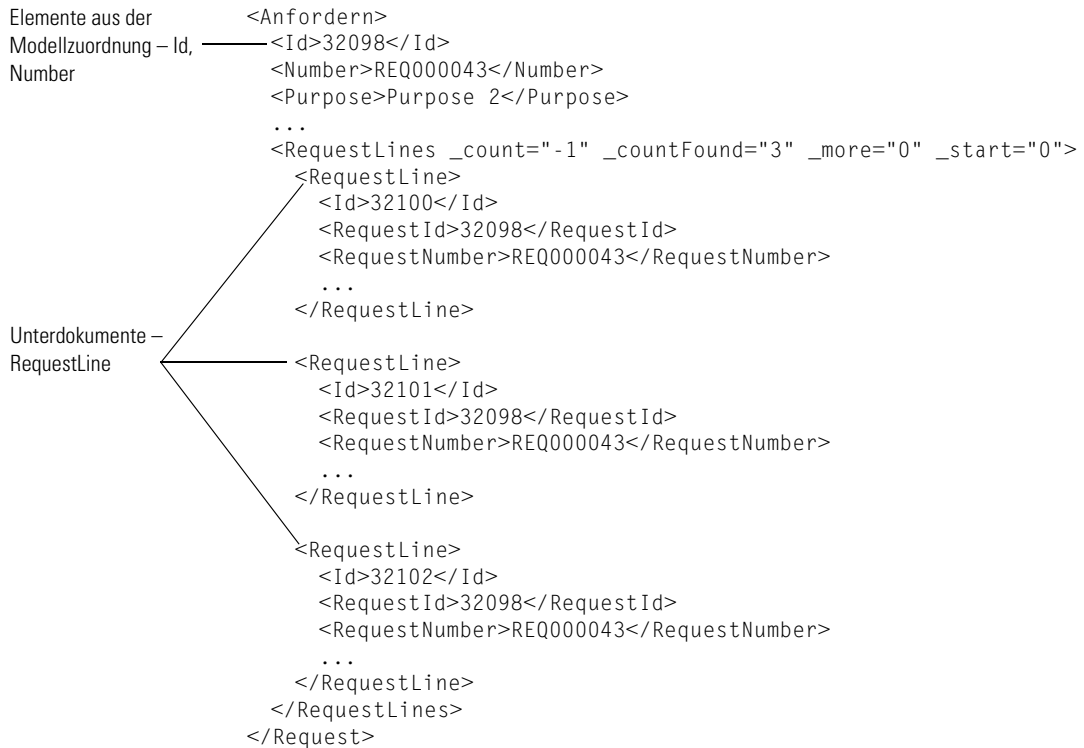 Elemente aus der
Modellzuordnung – Id,
Number
<Anfordern>
<Id>32098</Id>
<Number>REQ000043</Number>
<Purpose>Purpose 2</Purpose>
...
<RequestLines _count="-1" _countFound="3" _more="0" _start="0">
<RequestLine>
<Id>32100</Id>
<RequestId>32098</RequestId>
<RequestNumber>REQ000043</RequestNumber>
...
</RequestLine>
Unterdokumente –
RequestLine
<RequestLine>
<Id>32101</Id>
<RequestId>32098</RequestId>
<RequestNumber>REQ000043</RequestNumber>
...
</RequestLine>
<RequestLine>
<Id>32102</Id>
<RequestId>32098</RequestId>
<RequestNumber>REQ000043</RequestNumber>
...
</RequestLine>
</RequestLines>
</Request>